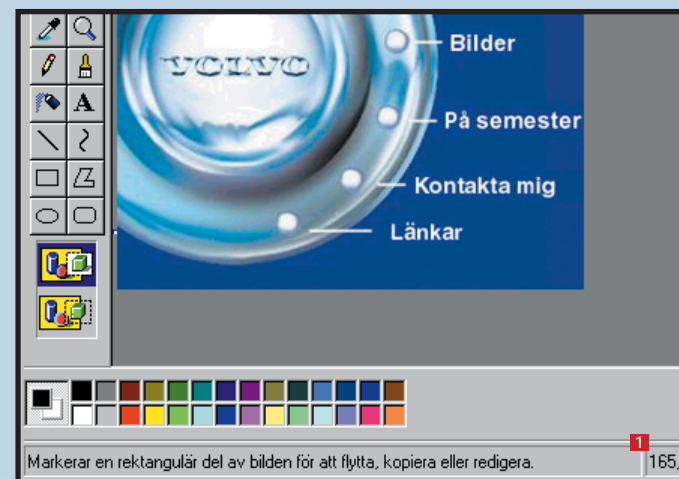 Bilder
VOLVO
På semester
Kontakta mig
Länkar
A
1
Markerar en rektangulär del av bilden för att flytta, kopiera eller redigera.
165,